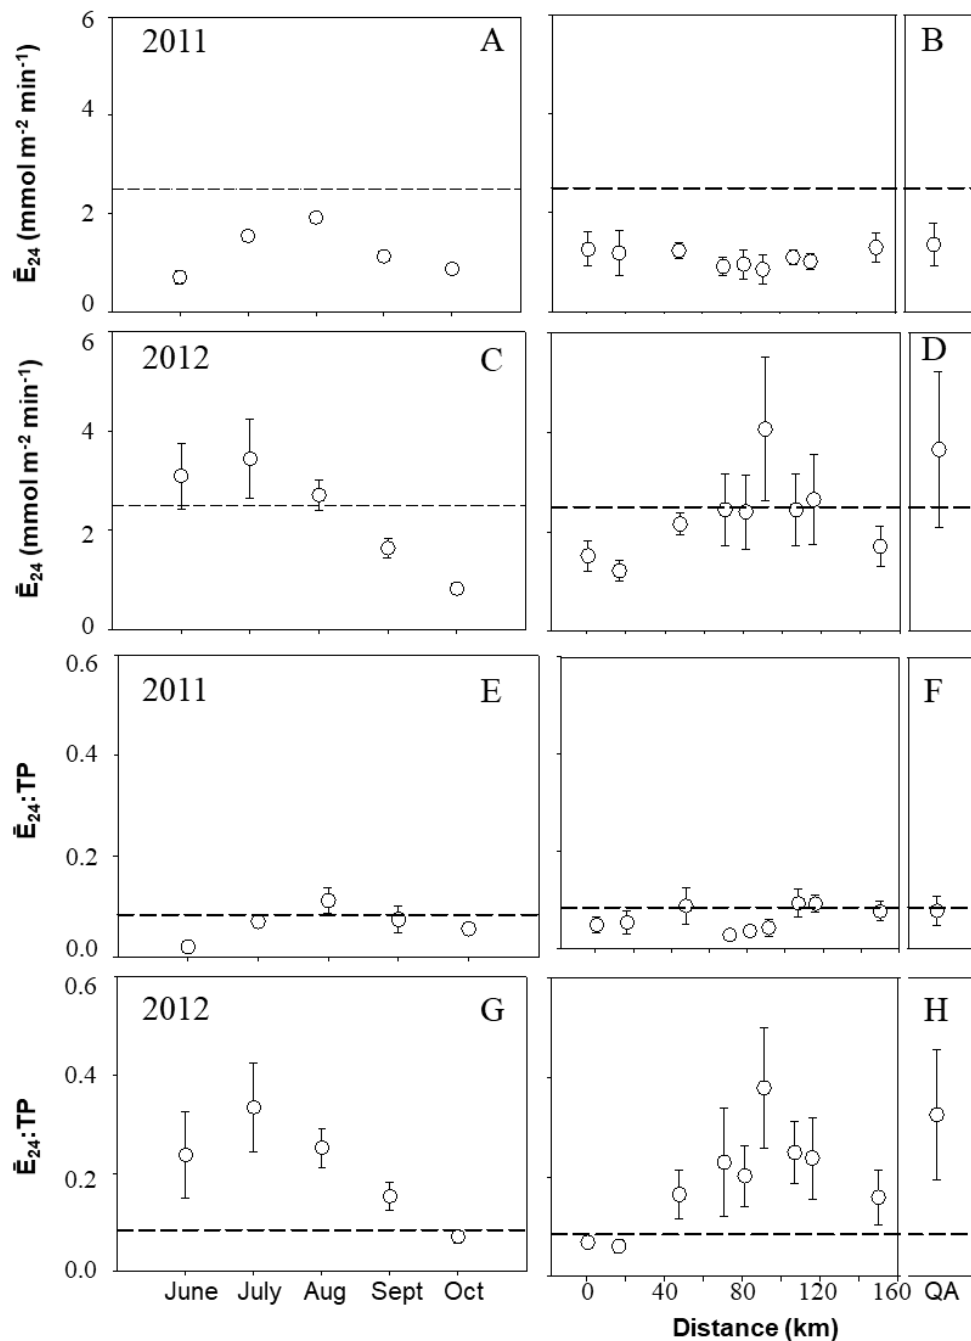 6
2011
A
B
4
2
0
Ē24 (mmol m-2 min-1)
6
2012
C
D
4
2
0
Ē24 (mmol m-2 min-1)
0.6
2011
E
F
0.4
0.2
0.0
Ē24:TP
0.6
2012
G
H
0.4
0.2
0.0
Ē24:TP
June July Aug Sept Oct
0 40 80 120 160 QA
Distance (km)